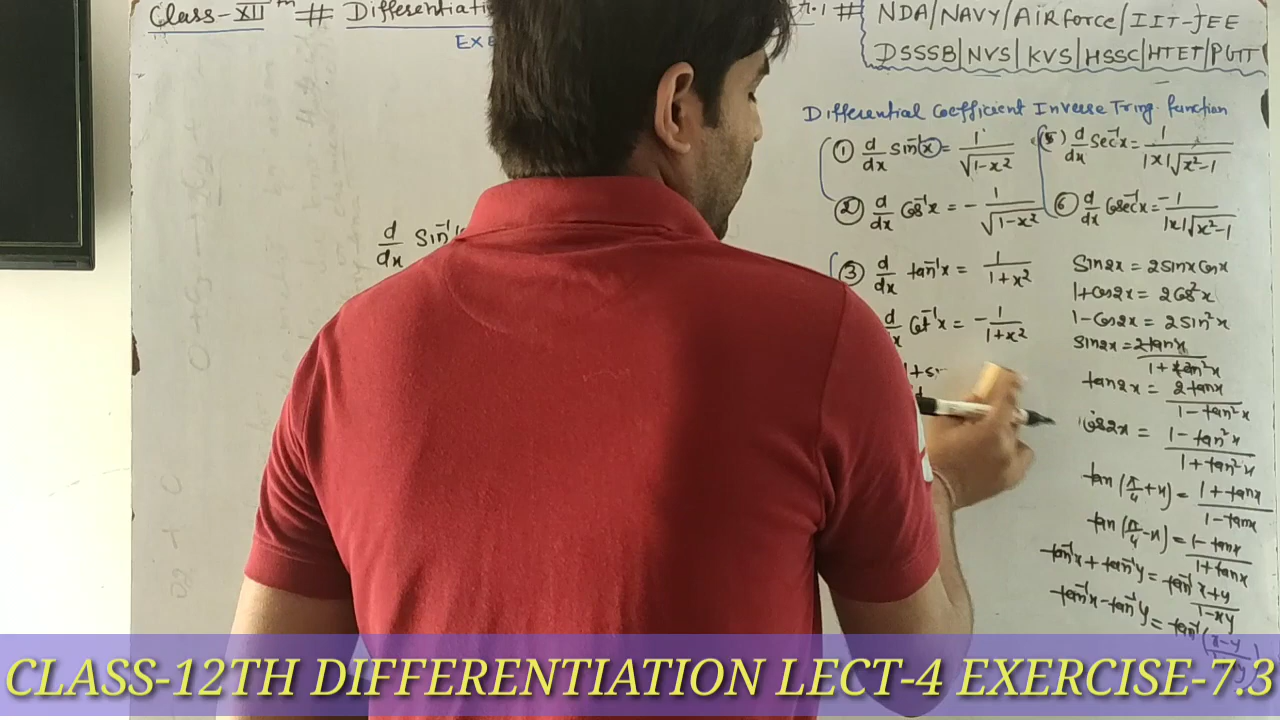 Class-XIIth # Differentiati
r.1 #
NDA/NAVY/AIRforce/IIT-JEE
EXE
DSSSB|NVS|KVS|HSSC|HTET|PGTT
Differential Coefficient Inverse Tring. function
① d/dx sin⁻¹x = 1/√1-x²
5) d/dx Sec⁻¹x = 1/|x|√x²-1
② d/dx Cos⁻¹x = -1/√1-x²
⑥ d/dx Cosec⁻¹x = -1/|x|√x²-1
d/dx Sin⁻¹
③ d/dx tan⁻¹x = 1/1+x²
Sin2x = 2sinx Cosx
1+Cos2x = 2Cos²x
d/dx Cot⁻¹x = -1/1+x²
1-Cos2x = 2sin²x
Sin2x = 2tanx/1+tan²x
1+s
tan2x = 2tanx/1-tan²x
Cos2x = 1-tan²x/1+tan²x
tan(π/4+x) = 1+tanx/1-tanx
tan(π/4-x) = 1-tanx/1+tanx
tan⁻¹x+tan⁻¹y = tan⁻¹ x+y/1-xy
tan⁻¹x-tan⁻¹y = tan⁻¹(x-y
CLASS-12TH DIFFERENTIATION LECT-4 EXERCISE-7.3